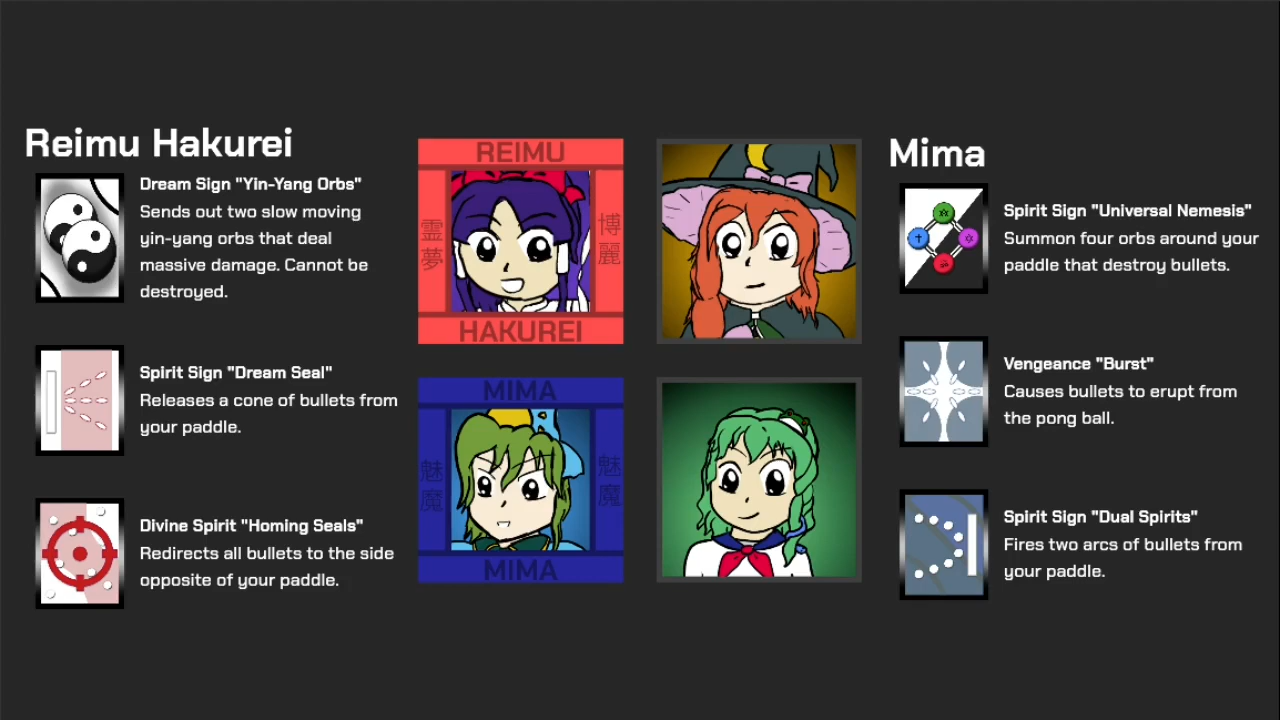 Reimu Hakurei
Dream Sign "Yin-Yang Orbs"
Sends out two slow moving
yin-yang orbs that deal
massive damage. Cannot be
destroyed.
Spirit Sign "Dream Seal"
Releases a cone of bullets from
your paddle.
Divine Spirit "Homing Seals"
Redirects all bullets to the side
opposite of your paddle.
REIMU
霊夢
博麗
HAKUREI
MIMA
魅魔
魅魔
MIMA
Mima
Spirit Sign "Universal Nemesis"
Summon four orbs around your
paddle that destroy bullets.
Vengeance "Burst"
Causes bullets to erupt from
the pong ball.
Spirit Sign "Dual Spirits"
Fires two arcs of bullets from
your paddle.